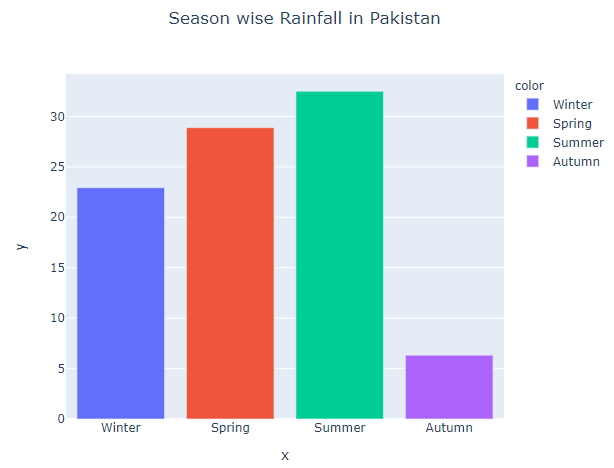 Season wise Rainfall in Pakistan
color
Winter
Spring
Summer
Autumn
y
30
25
20
15
10
5
0
Winter Spring Summer Autumn
x